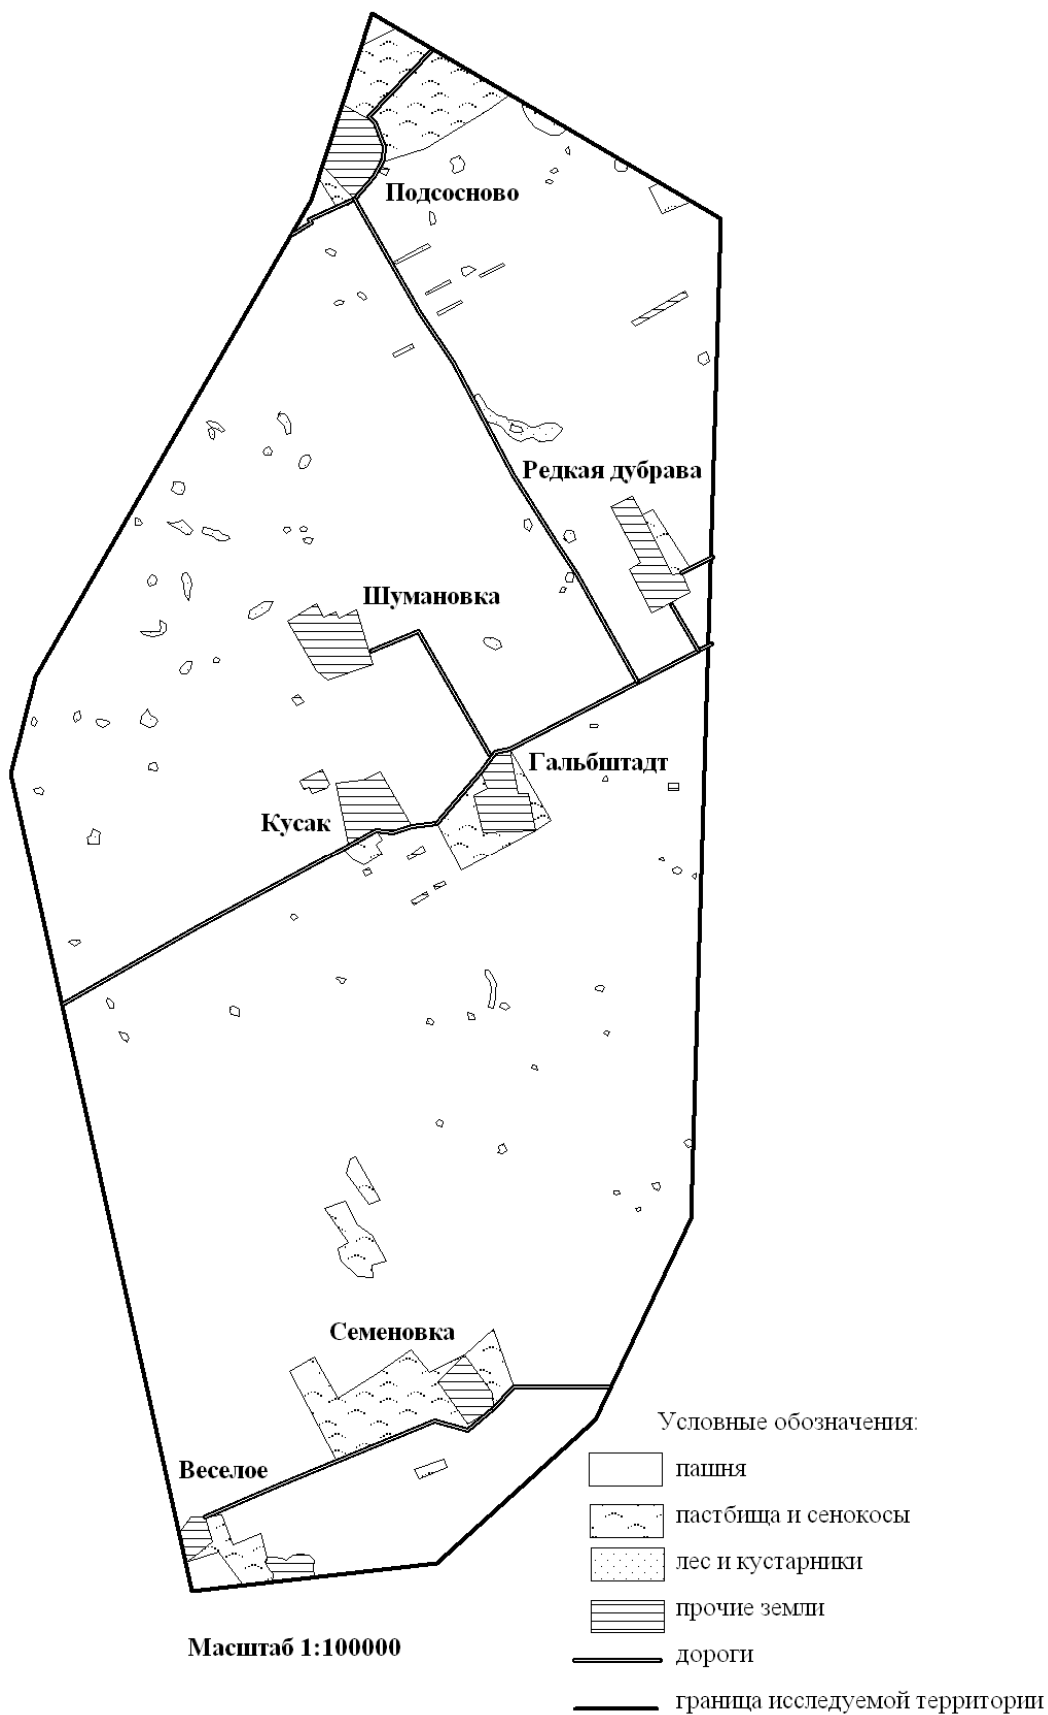 Подсосново
Редкая дубрава
Шумановка
Гальбштадт
Кусак
Семеновка
Веселое
Условные обозначения:
пашня
пастбища и сенокосы
лес и кустарники
прочие земли
дороги
граница исследуемой территории
Масштаб 1:100000